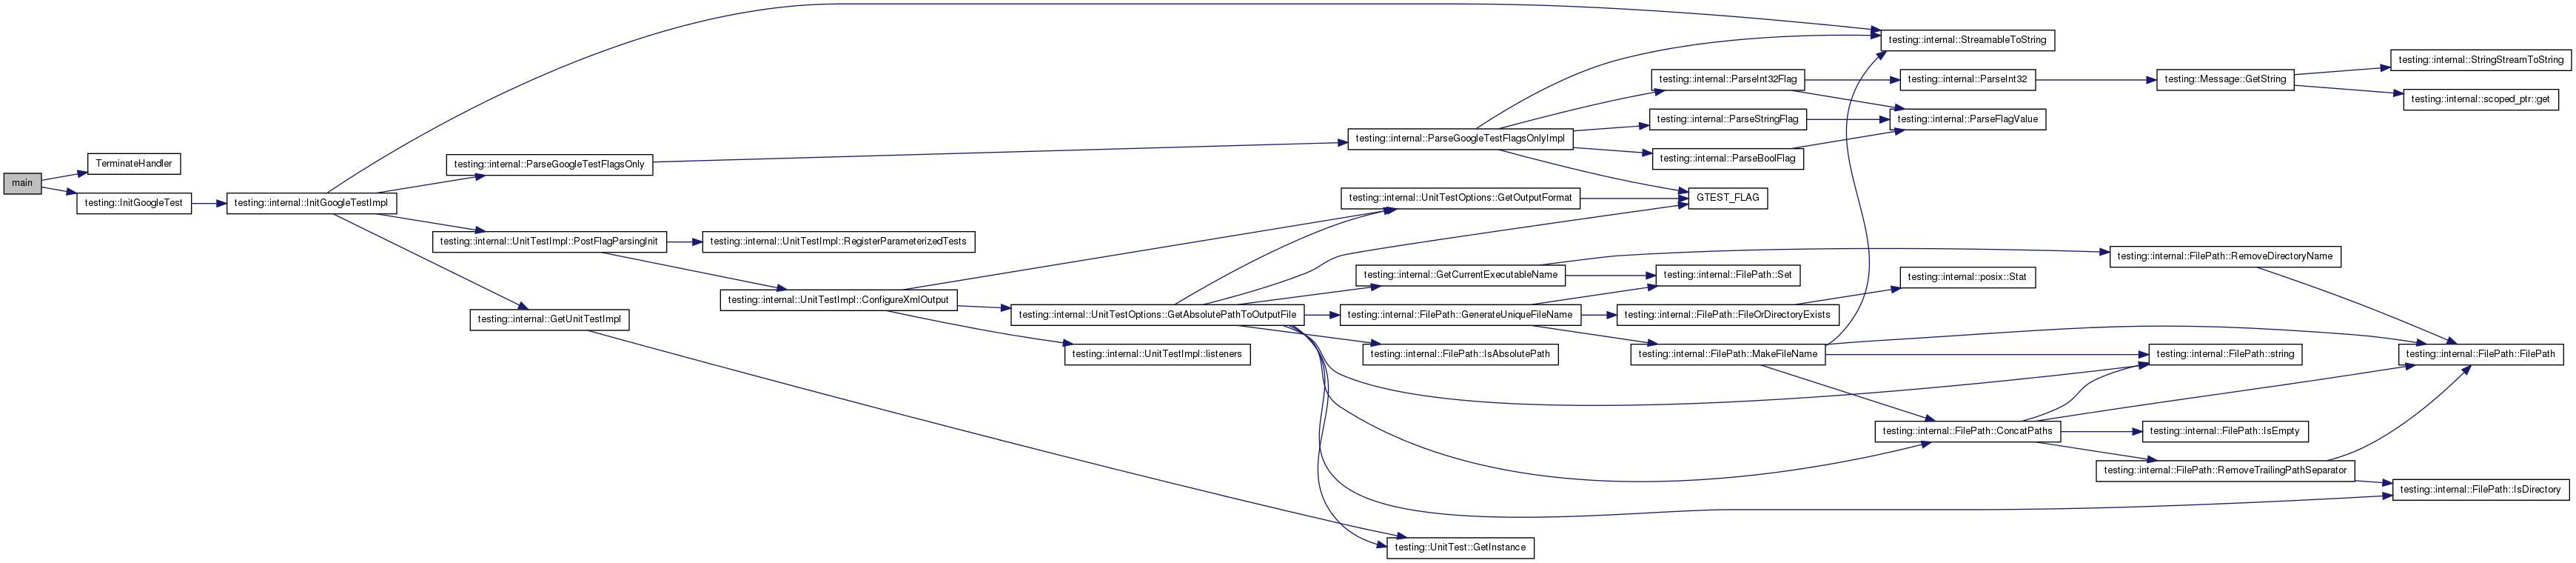 main
TerminateHandler
testing::InitGoogleTest
testing::internal::InitGoogleTestImpl
testing::internal::ParseGoogleTestFlagsOnly
testing::internal::UnitTestImpl::PostFlagParsingInit
testing::internal::GetUnitTestImpl
testing::internal::UnitTestImpl::RegisterParameterizedTests
testing::internal::UnitTestImpl::ConfigureXmlOutput
testing::internal::UnitTestOptions::GetAbsolutePathToOutputFile
testing::internal::UnitTestImpl::listeners
testing::internal::ParseGoogleTestFlagsOnlyImpl
testing::internal::UnitTestOptions::GetOutputFormat
testing::internal::GetCurrentExecutableName
testing::internal::FilePath::GenerateUniqueFileName
testing::internal::FilePath::IsAbsolutePath
testing::UnitTest::GetInstance
testing::internal::ParseInt32Flag
testing::internal::ParseStringFlag
testing::internal::ParseBoolFlag
GTEST_FLAG
testing::internal::FilePath::Set
testing::internal::FilePath::FileOrDirectoryExists
testing::internal::FilePath::MakeFileName
testing::internal::StreamableToString
testing::internal::ParseInt32
testing::internal::ParseFlagValue
testing::internal::posix::Stat
testing::internal::FilePath::ConcatPaths
testing::Message::GetString
testing::internal::FilePath::RemoveDirectoryName
testing::internal::FilePath::string
testing::internal::FilePath::IsEmpty
testing::internal::FilePath::RemoveTrailingPathSeparator
testing::internal::StringStreamToString
testing::internal::scoped_ptr::get
testing::internal::FilePath::FilePath
testing::internal::FilePath::IsDirectory